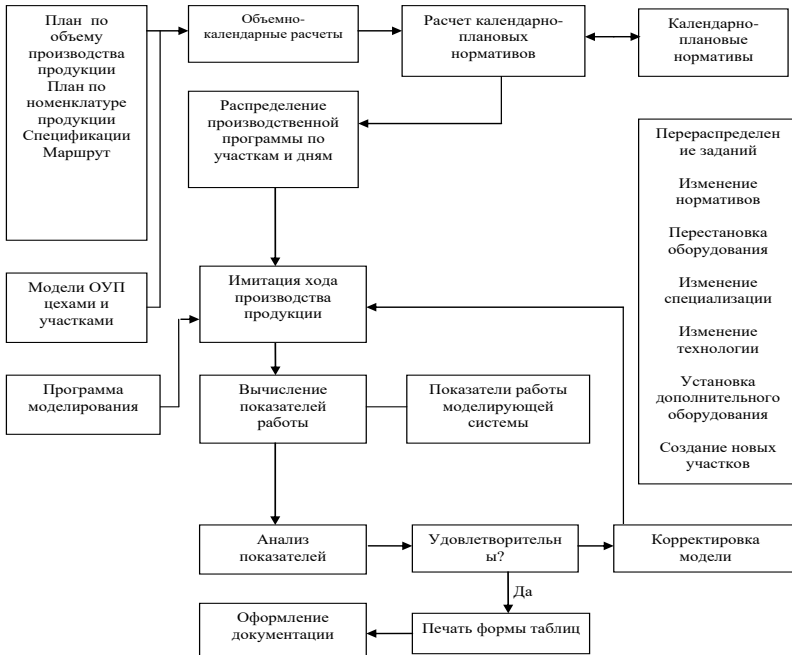 План по
объему
производства
продукции
План по
номенклатуре
продукции
Спецификации
Маршрут
Объемно-
календарные расчеты
Расчет календарно-
плановых
нормативов
Календарно-
плановые
нормативы
Распределение
производственной
программы по
участкам и дням
Перераспределен
ие заданий
Изменение
нормативов
Перестановка
оборудования
Изменение
специализации
Изменение
технологии
Установка
дополнительного
оборудования
Создание новых
участков
Модели ОУП
цехами и
участками
Имитация хода
производства
продукции
Программа
моделирования
Вычисление
показателей
работы
Показатели работы
моделирующей
системы
Анализ
показателей
Удовлетворительн
ы?
Корректировка
модели
Да
Оформление
документации
Печать формы таблиц